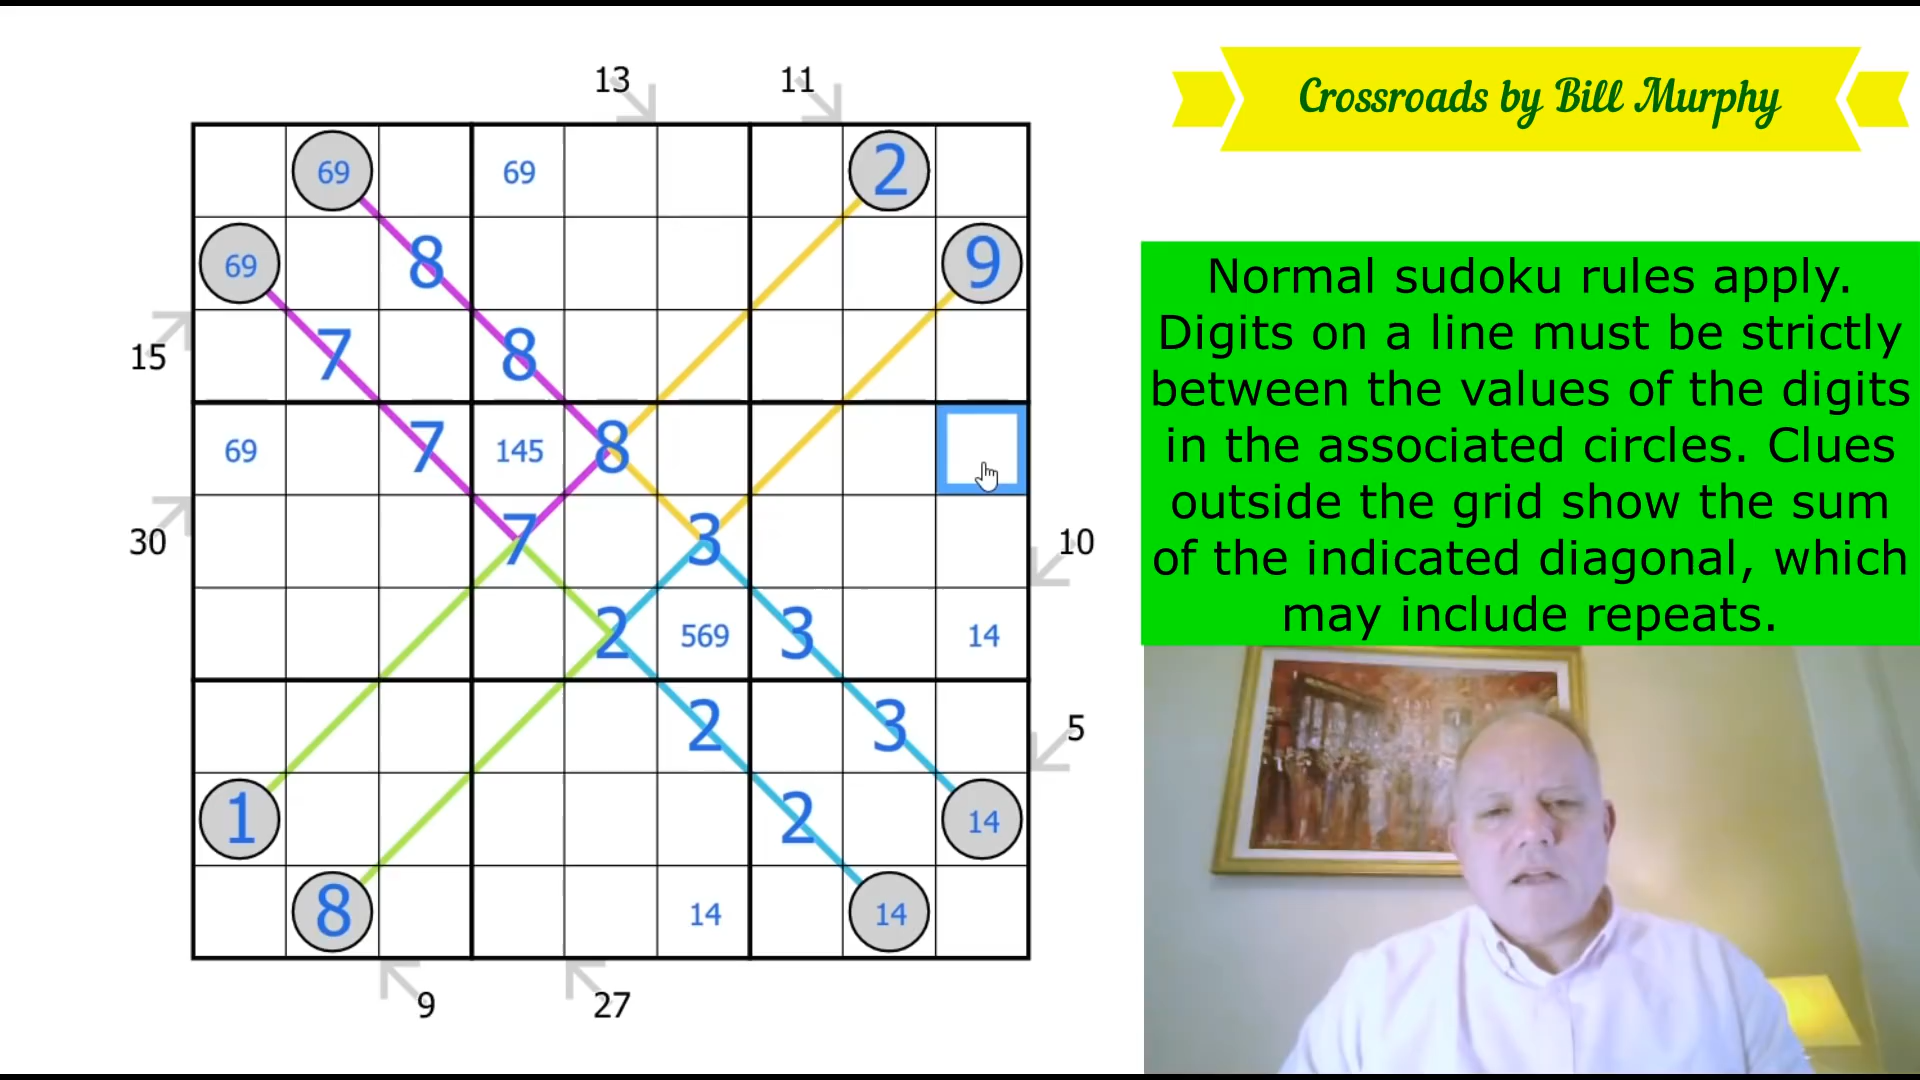 13 11
Crossroads by Bill Murphy
69 69 2
69 8 9
15 7 8
69 7 145 8
30 7 3 10
2 569 3 14
2 3 5
1 2 14
8 14 14
9 27
Normal sudoku rules apply.
Digits on a line must be strictly
between the values of the digits
in the associated circles. Clues
outside the grid show the sum
of the indicated diagonal, which
may include repeats.